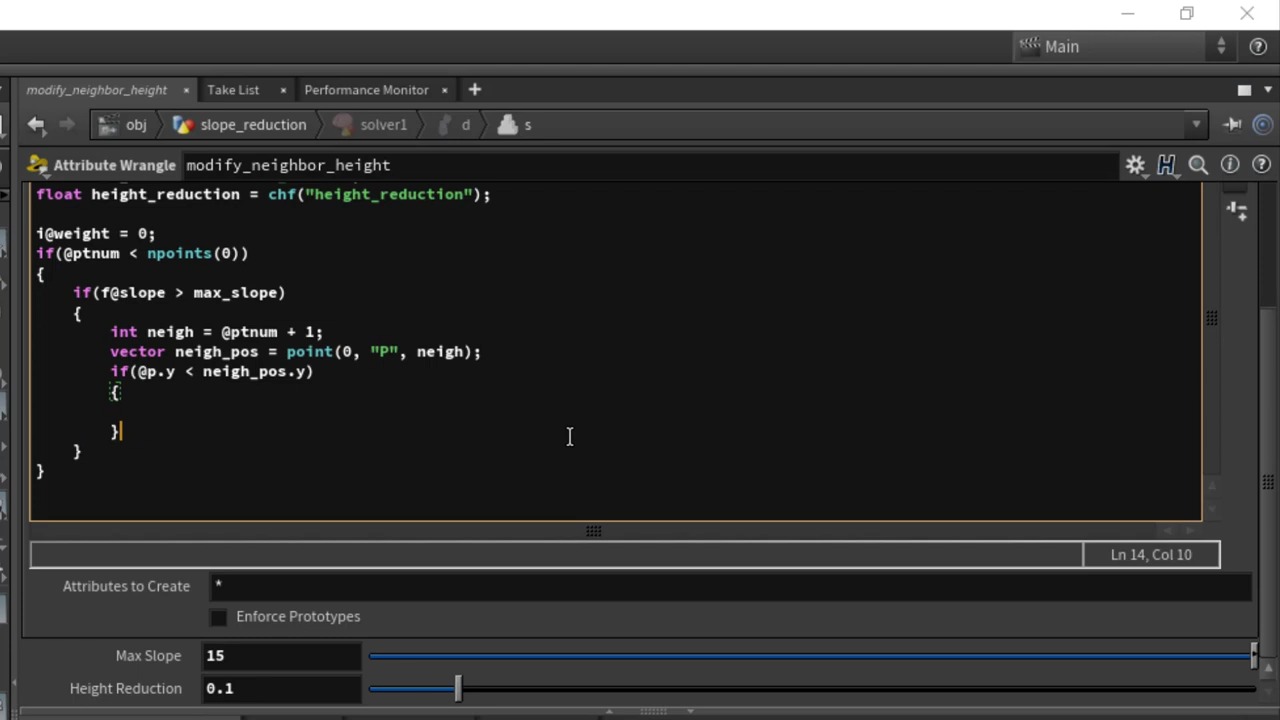 Main
modify_neighbor_height × Take List × Performance Monitor × +
obj slope_reduction solver1 d s
Attribute Wrangle modify_neighbor_height
float height_reduction = chf("height_reduction");
i@weight = 0;
if(@ptnum < npoints(0))
{
if(f@slope > max_slope)
{
int neigh = @ptnum + 1;
vector neigh_pos = point(0, "P", neigh);
if(@p.y < neigh_pos.y)
{
}
}
}
Ln 14, Col 10
Attributes to Create *
Enforce Prototypes
Max Slope 15
Height Reduction 0.1